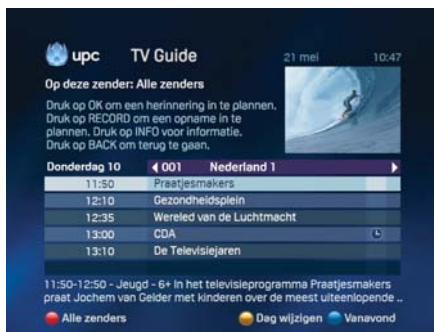 upc TV Guide 21 mei 10:47
Op deze zender: Alle zenders
Druk op OK om een herinnering in te plannen.
Druk op RECORD om een opname in te
plannen. Druk op INFO voor informatie.
Druk op BACK om terug te gaan.
Donderdag 10 001 Nederland 1
11:50 Praatjesmakers
12:10 Gezondheidsplein
12:35 Wereled van de Luchtmacht
13:00 CDA
13:10 De Televisiejaren
11:50-12:50 - Jeugd - 6+ In het televisieprogramma Praatjesmakers
praat Jochem van Gelder met kinderen over de meest uiteenlopende ..
Alle zenders Dag wijzigen Vanavond